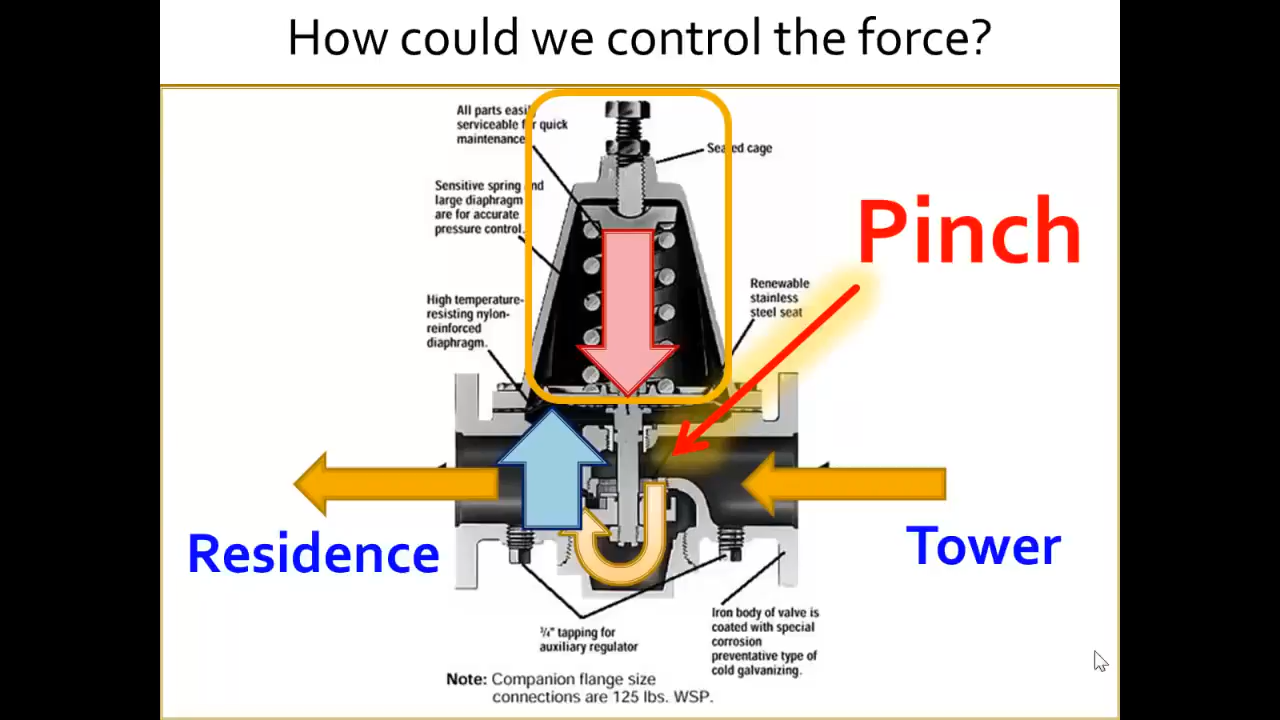 How could we control the force?
All parts easily
serviceable for quick
maintenance.
Sealed cage
Sensitive spring and
large diaphragm
are for accurate
pressure control.
Pinch
Renewable
stainless
steel seat
High temperature-
resisting nylon-
reinforced
diaphragm.
Residence
Tower
¾" tapping for
auxiliary regulator
Iron body of valve is
coated with special
corrosion
preventative type of
cold galvanizing.
Note: Companion flange size
connections are 125 lbs. WSP.